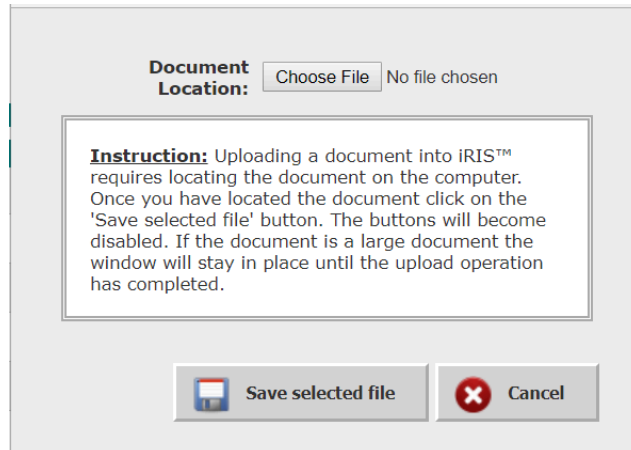 Document
Location:
Choose File No file chosen
Instruction: Uploading a document into iRIS™
requires locating the document on the computer.
Once you have located the document click on the
'Save selected file' button. The buttons will become
disabled. If the document is a large document the
window will stay in place until the upload operation
has completed.
Save selected file
Cancel